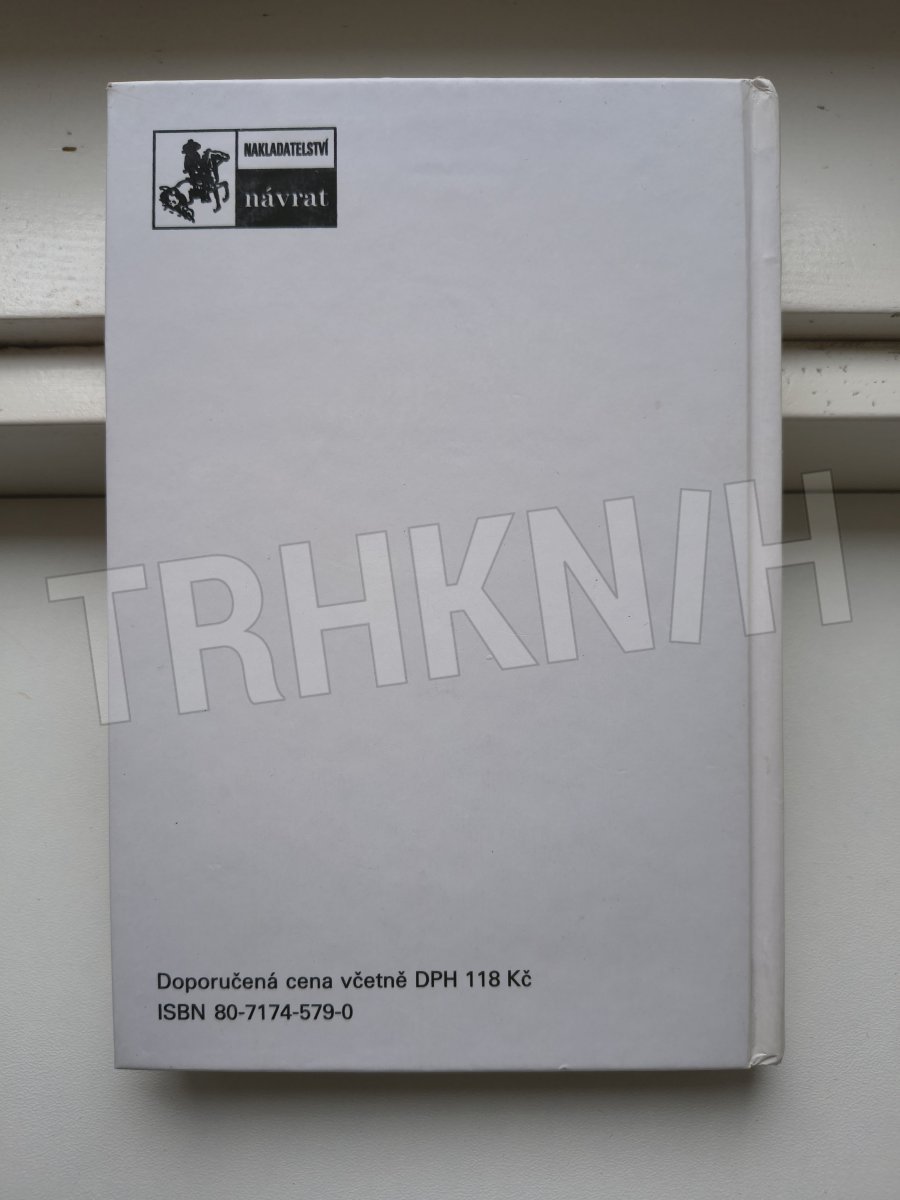 NAKLADATELSTVÍ
návrat
TRHKNIH
Doporučená cena včetně DPH 118 Kč
ISBN 80-7174-579-0